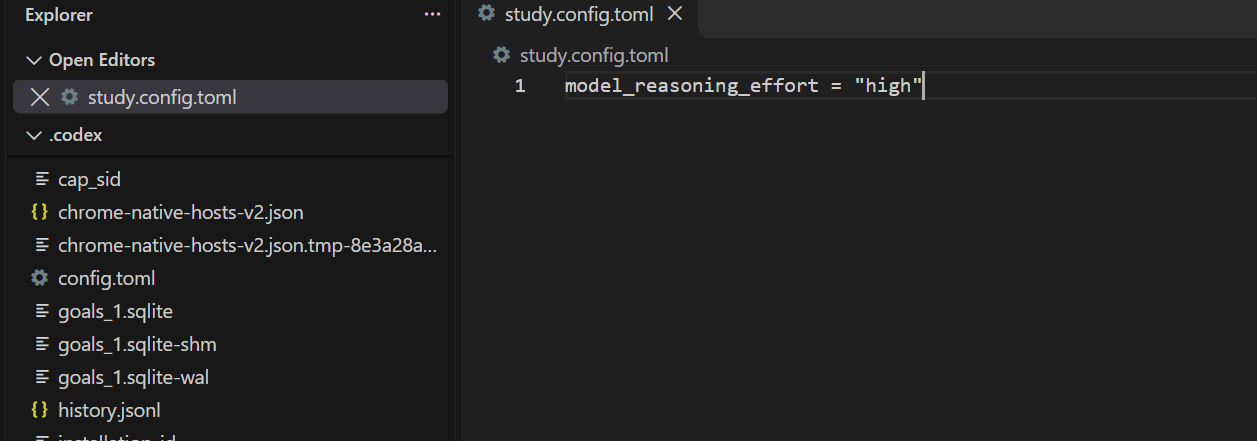 Explorer
···
Open Editors
study.config.toml
.codex
cap_sid
{} chrome-native-hosts-v2.json
chrome-native-hosts-v2.json.tmp-8e3a28a...
config.toml
goals_1.sqlite
goals_1.sqlite-shm
goals_1.sqlite-wal
{} history.jsonl
study.config.toml
study.config.toml
1 model_reasoning_effort = "high"